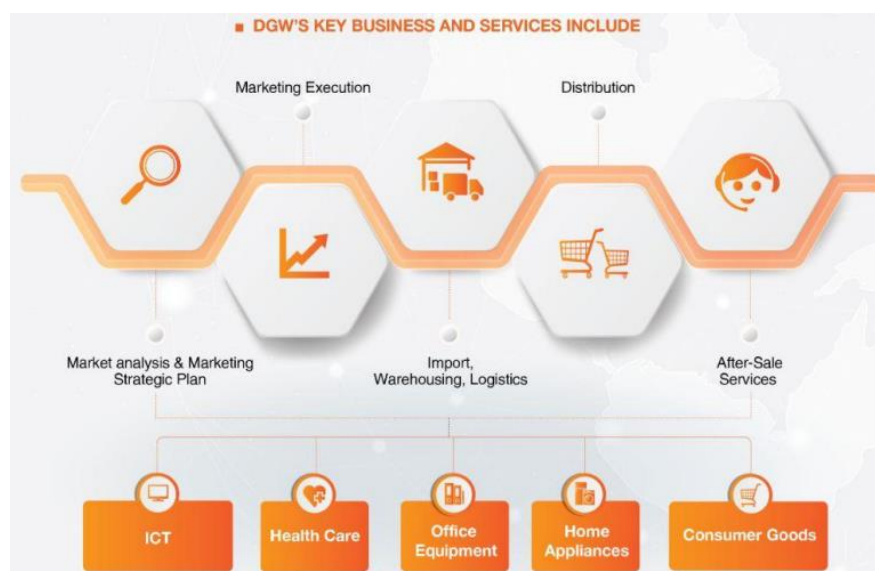 DGW'S KEY BUSINESS AND SERVICES INCLUDE
Marketing Execution
Distribution
Market analysis & Marketing
Strategic Plan
Import,
Warehousing, Logistics
After-Sale
Services
ICT
Health Care
Office
Equipment
Home
Appliances
Consumer Goods